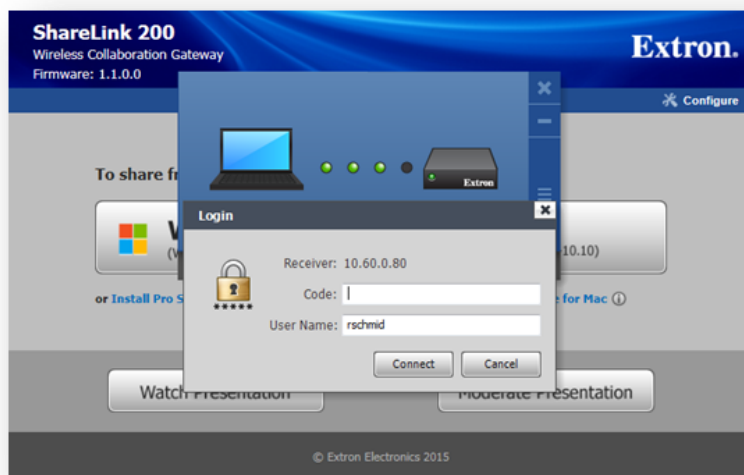 ShareLink 200
Wireless Collaboration Gateway
Firmware: 1.1.0.0
Extron.
Configure
To share
Extron
Login
Receiver: 10.60.0.80
Code:
User Name: rschmid
Connect
Cancel
10.10)
or Install Pro
for Mac
Watch Presentation
Moderate Presentation
© Extron Electronics 2015